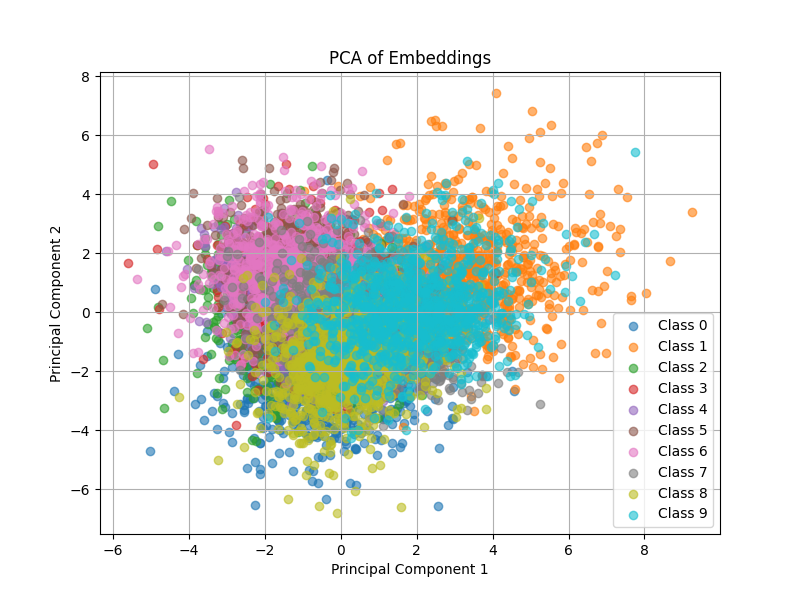 PCA of Embeddings
8
6
4
2
0
−2
−4
−6
Principal Component 2
−6
−4
−2
0
2
4
6
8
Principal Component 1
Class 0
Class 1
Class 2
Class 3
Class 4
Class 5
Class 6
Class 7
Class 8
Class 9